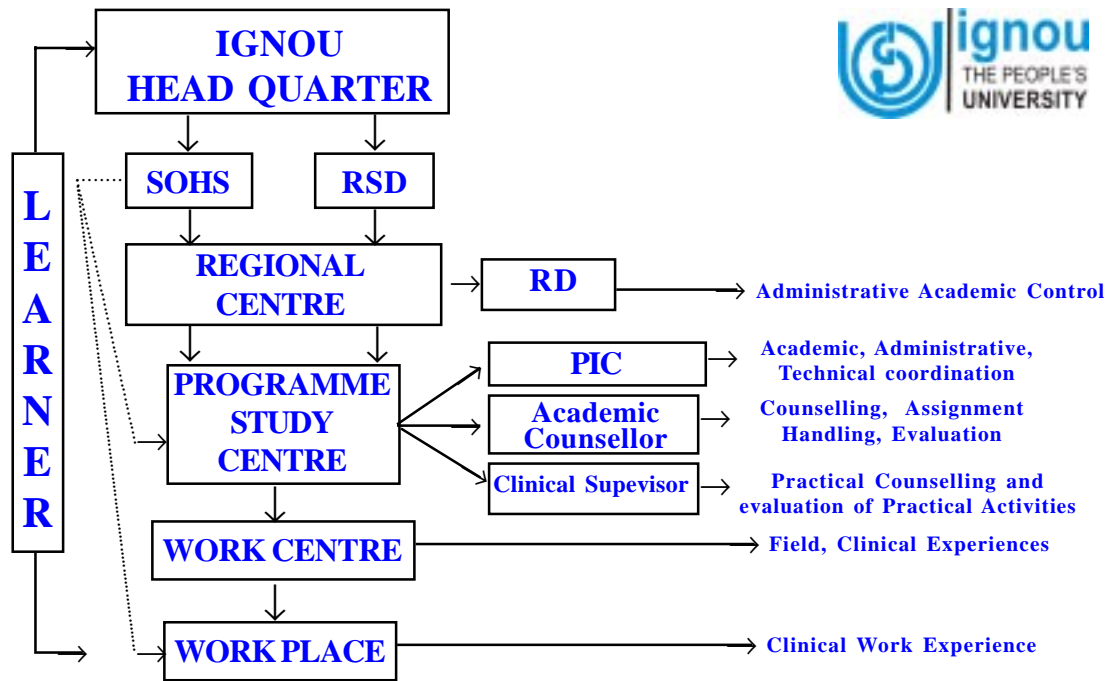 IGNOU
HEAD QUARTER
ignou
THE PEOPLE'S
UNIVERSITY
LEARNER
SOHS
RSD
REGIONAL
CENTRE
RD
Administrative Academic Control
PROGRAMME
STUDY
CENTRE
PIC
Academic, Administrative,
Technical coordination
Academic
Counsellor
Counselling, Assignment
Handling, Evaluation
Clinical Supevisor
Practical Counselling and
evaluation of Practical Activities
WORK CENTRE
Field, Clinical Experiences
WORK PLACE
Clinical Work Experience